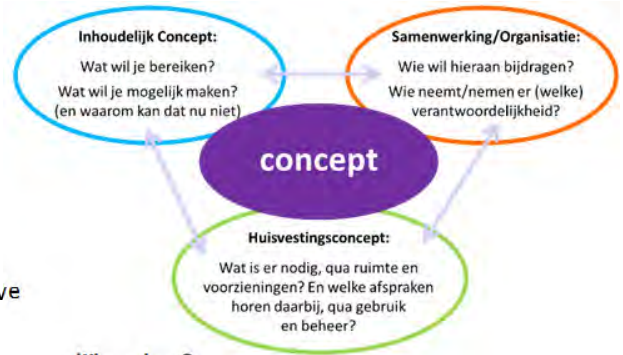 Inhoudelijk Concept:
Wat wil je bereiken?
Wat wil je mogelijk maken?
(en waarom kan dat nu niet)
Samenwerking/Organisatie:
Wie wil hieraan bijdragen?
Wie neemt/nemen er (welke)
verantwoordelijkheid?
concept
Huisvestingsconcept:
Wat is er nodig, qua ruimte en
voorzieningen? En welke afspraken
horen daarbij, qua gebruik
en beheer?